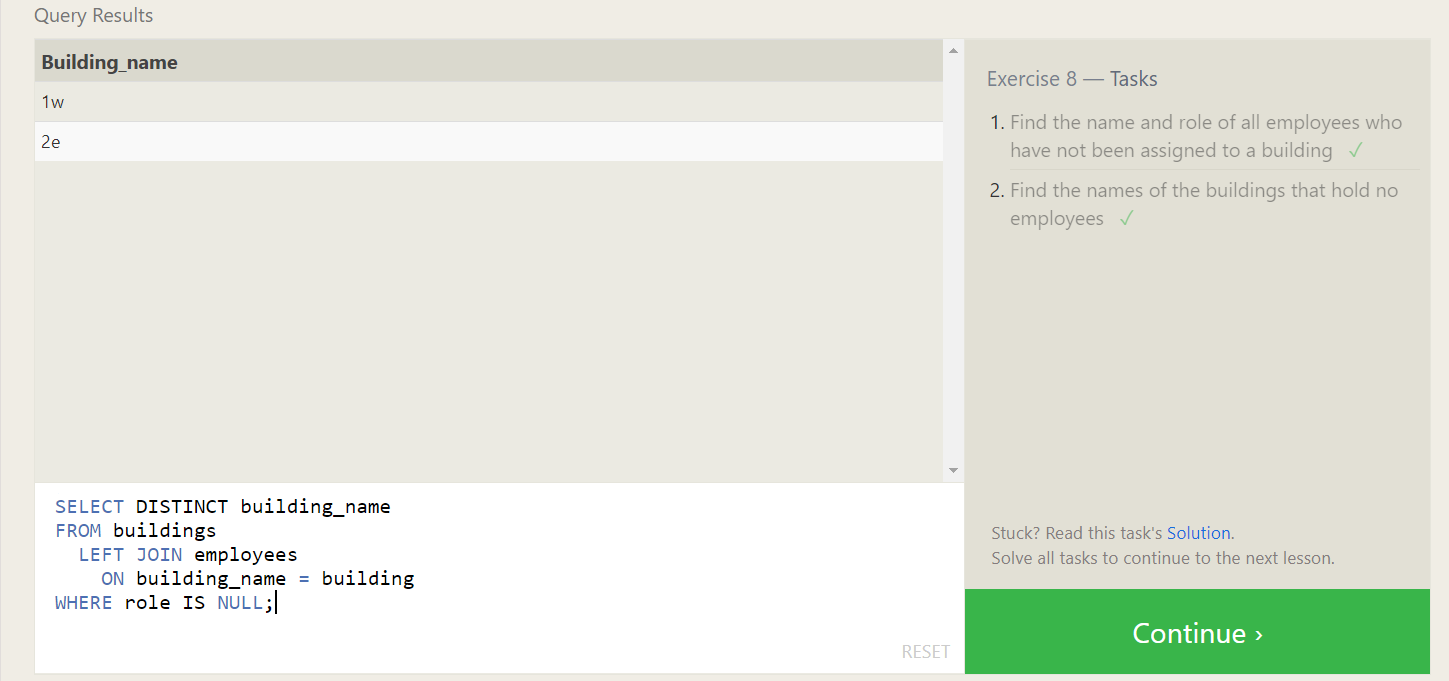 Query Results
Building_name
1w
2e
SELECT DISTINCT building_name
FROM buildings
LEFT JOIN employees
ON building_name = building
WHERE role IS NULL;
RESET
Exercise 8 — Tasks
1. Find the name and role of all employees who
have not been assigned to a building ✓
2. Find the names of the buildings that hold no
employees ✓
Stuck? Read this task's Solution.
Solve all tasks to continue to the next lesson.
Continue ›